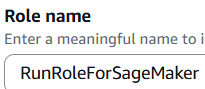 Role name
Enter a meaningful name to i
RunRoleForSageMaker